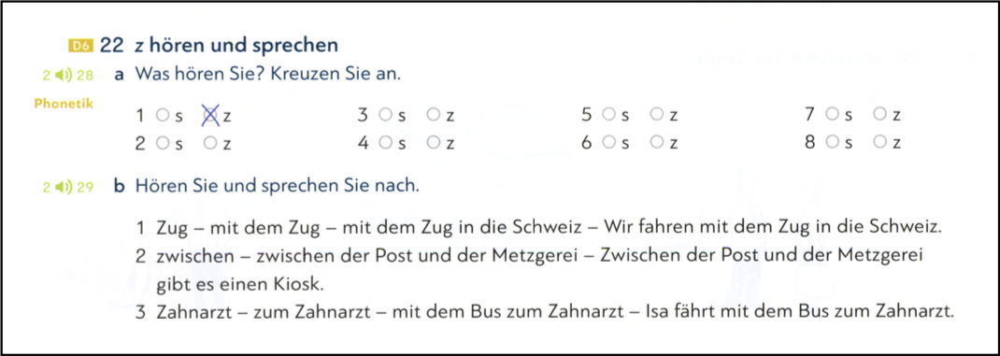 D6 22 z hören und sprechen
2 28 a Was hören Sie? Kreuzen Sie an.
Phonetik
1 s z 3 s z 5 s z 7 s z
2 s z 4 s z 6 s z 8 s z
2 29 b Hören Sie und sprechen Sie nach.
1 Zug – mit dem Zug – mit dem Zug in die Schweiz – Wir fahren mit dem Zug in die Schweiz.
2 zwischen – zwischen der Post und der Metzgerei – Zwischen der Post und der Metzgerei
gibt es einen Kiosk.
3 Zahnarzt – zum Zahnarzt – mit dem Bus zum Zahnarzt – Isa fährt mit dem Bus zum Zahnarzt.